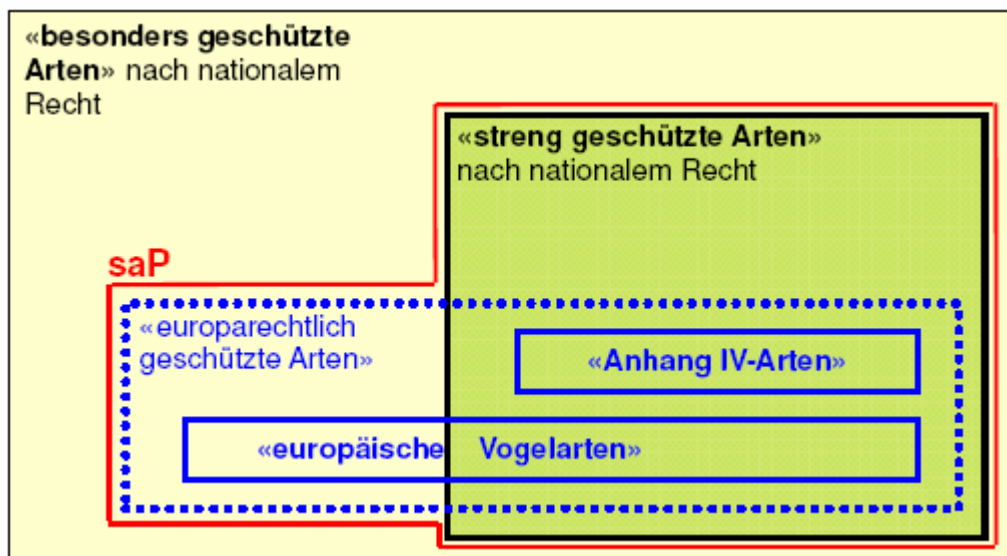 «besonders geschützte
Arten» nach nationalem
Recht
«streng geschützte Arten»
nach nationalem Recht
saP
«europarechtlich
geschützte Arten»
«Anhang IV-Arten»
«europäische Vogelarten»